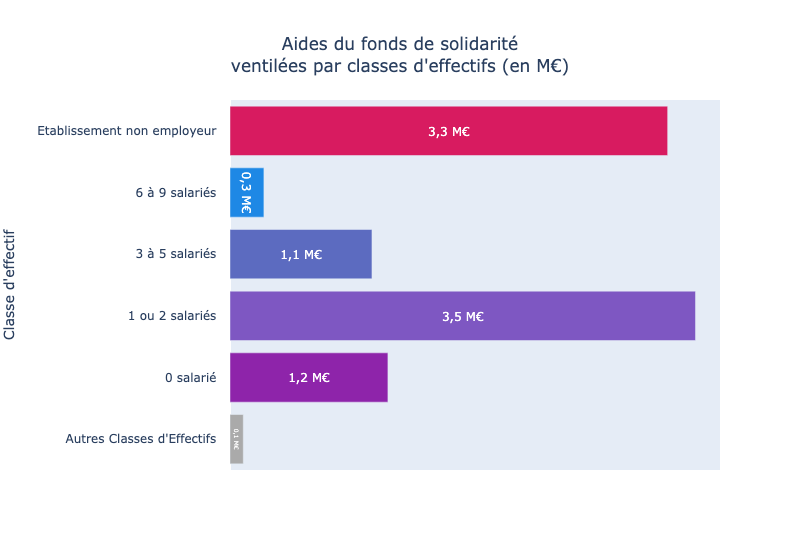 Aides du fonds de solidarité
ventilées par classes d'effectifs (en M€)
Classe d'effectif
Etablissement non employeur
3,3 M€
6 à 9 salariés
0,3 M€
3 à 5 salariés
1,1 M€
1 ou 2 salariés
3,5 M€
0 salarié
1,2 M€
Autres Classes d'Effectifs
0,1 M€